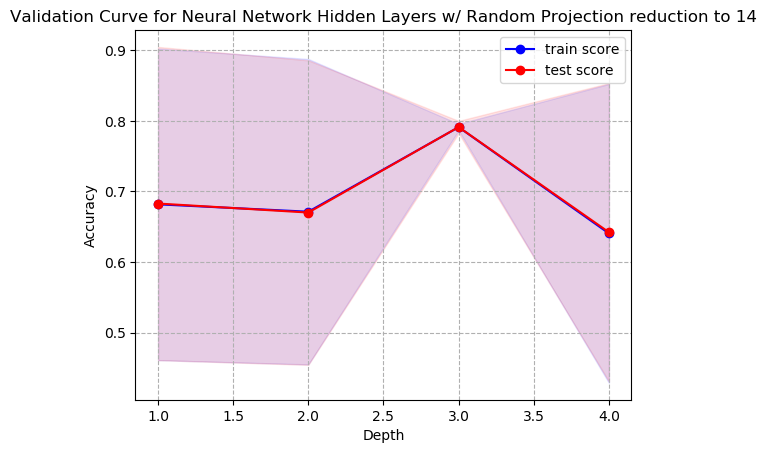 Validation Curve for Neural Network Hidden Layers w/ Random Projection reduction to 14
train score
test score
0.9
0.8
0.7
0.6
0.5
Accuracy
1.0 1.5 2.0 2.5 3.0 3.5 4.0
Depth